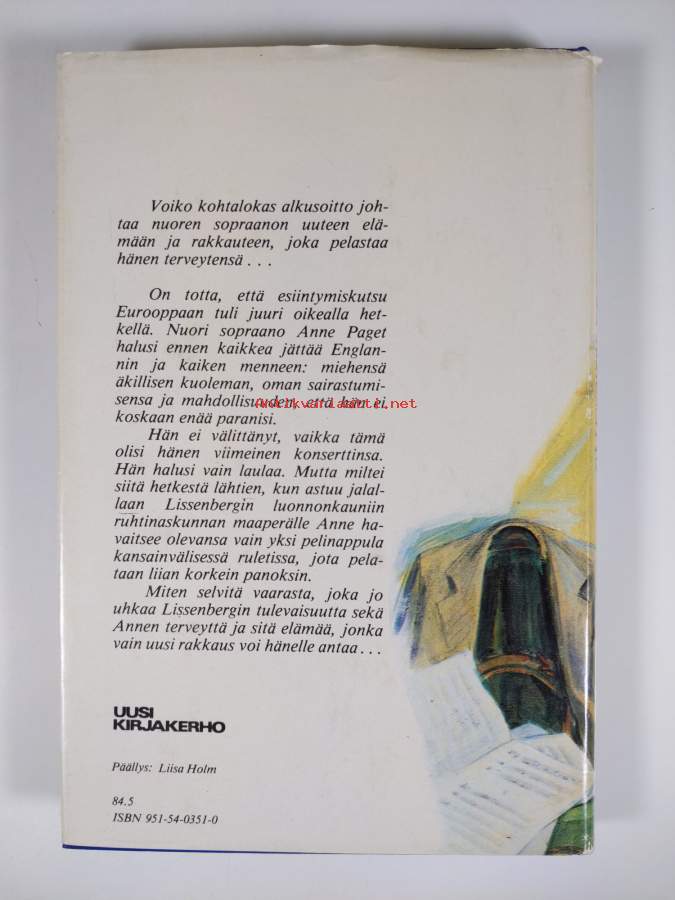 Voiko kohtalokas alkusoitto joh-
taa nuoren sopraanon uuteen elä-
mään ja rakkauteen, joka pelastaa
hänen terveytensä . . .
On totta, että esiintymiskutsu
Eurooppaan tuli juuri oikealla het-
kellä. Nuori sopraano Anne Paget
halusi ennen kaikkea jättää Englan-
nin ja kaiken menneen: miehensä
äkillisen kuoleman, oman sairastumi-
sensa ja mahdollisuuden, että hän ei
koskaan enää paranisi.
Antikvariaatti.net
Hän ei välittänyt, vaikka tämä
olisi hänen viimeinen konserttinsa.
Hän halusi vain laulaa. Mutta miltei
siitä hetkestä lähtien, kun astuu jalal-
laan Lissenbergin luonnonkauniin
ruhtinaskunnan maaperälle Anne ha-
vaitsee olevansa vain yksi pelinappula
kansainvälisessä ruletissa, jota pela-
taan liian korkein panoksin.
Miten selvitä vaarasta, joka jo
uhkaa Lissenbergin tulevaisuutta sekä
Annen terveyttä ja sitä elämää, jonka
vain uusi rakkaus voi hänelle antaa . . .
UUSI
KIRJAKERHO
Päällys: Liisa Holm
84.5
ISBN 951-54-0351-0